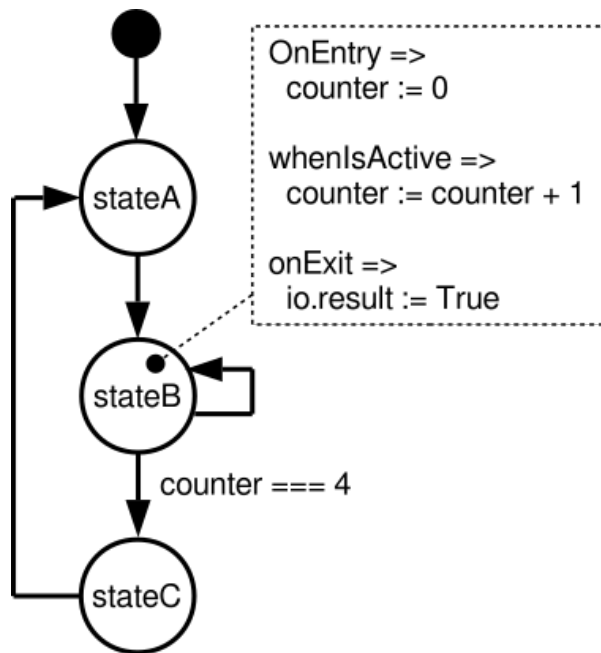 OnEntry =>
counter := 0
whenIsActive =>
counter := counter + 1
onExit =>
io.result := True
stateA
stateB
counter === 4
stateC